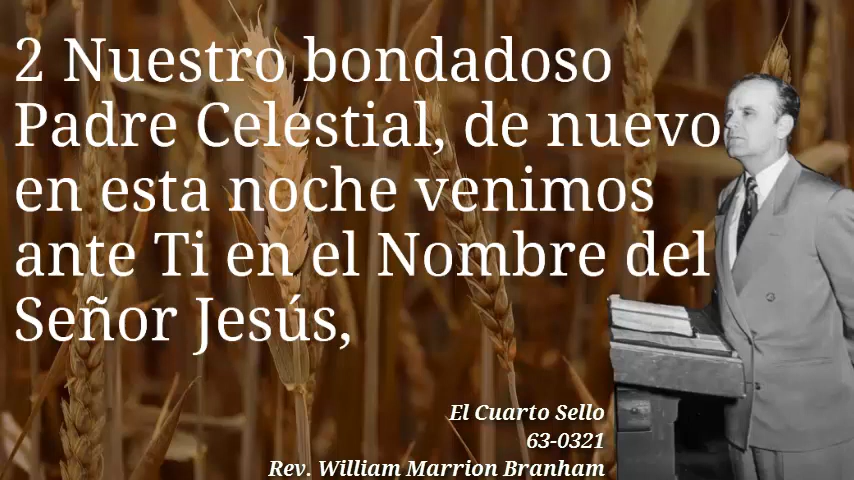 2 Nuestro bondadoso
Padre Celestial, de nuevo
en esta noche venimos
ante Ti en el Nombre del
Señor Jesús,
El Cuarto Sello
63-0321
Rev. William Marrion Branham